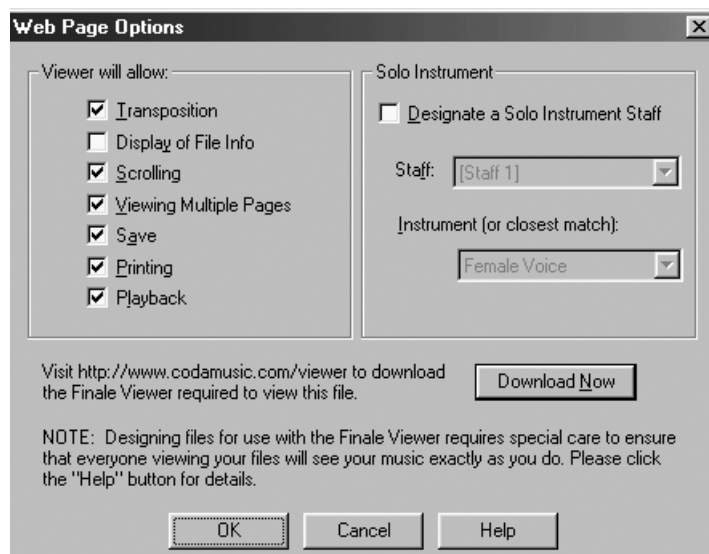 Web Page Options
Viewer will allow:
Transposition
Display of File Info
Scrolling
Viewing Multiple Pages
Save
Printing
Playback
Solo Instrument
Designate a Solo Instrument Staff
Staff: [Staff 1]
Instrument (or closest match):
Female Voice
Visit http://www.codamusic.com/viewer to download
the Finale Viewer required to view this file.
Download Now
NOTE: Designing files for use with the Finale Viewer requires special care to ensure
that everyone viewing your files will see your music exactly as you do. Please click
the "Help" button for details.
OK Cancel Help